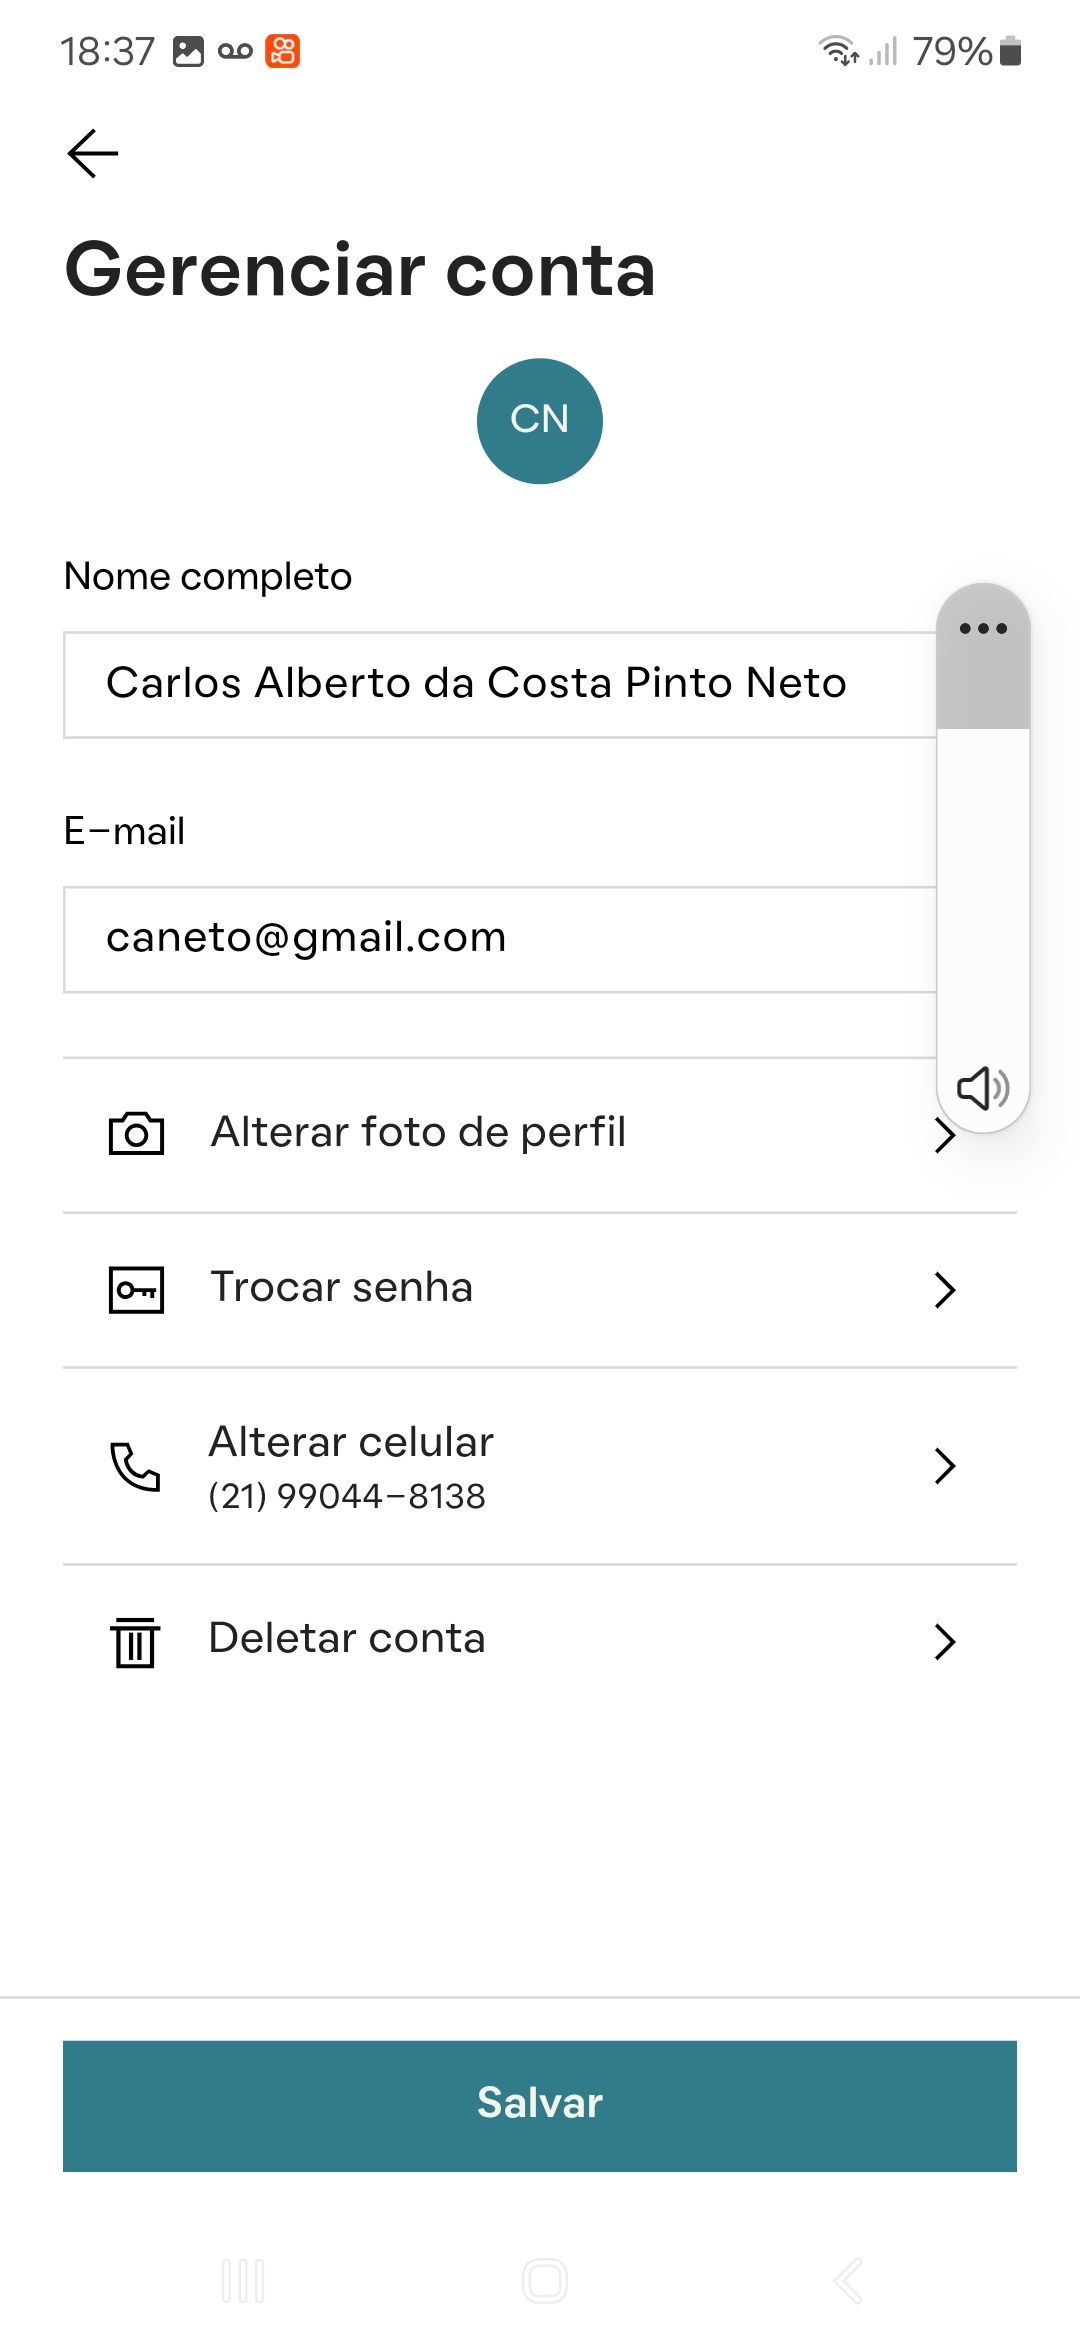 18:37 79%
Gerenciar conta
CN
Nome completo
Carlos Alberto da Costa Pinto Neto
E-mail
caneto@gmail.com
Alterar foto de perfil
Trocar senha
Alterar celular
(21) 99044-8138
Deletar conta
Salvar